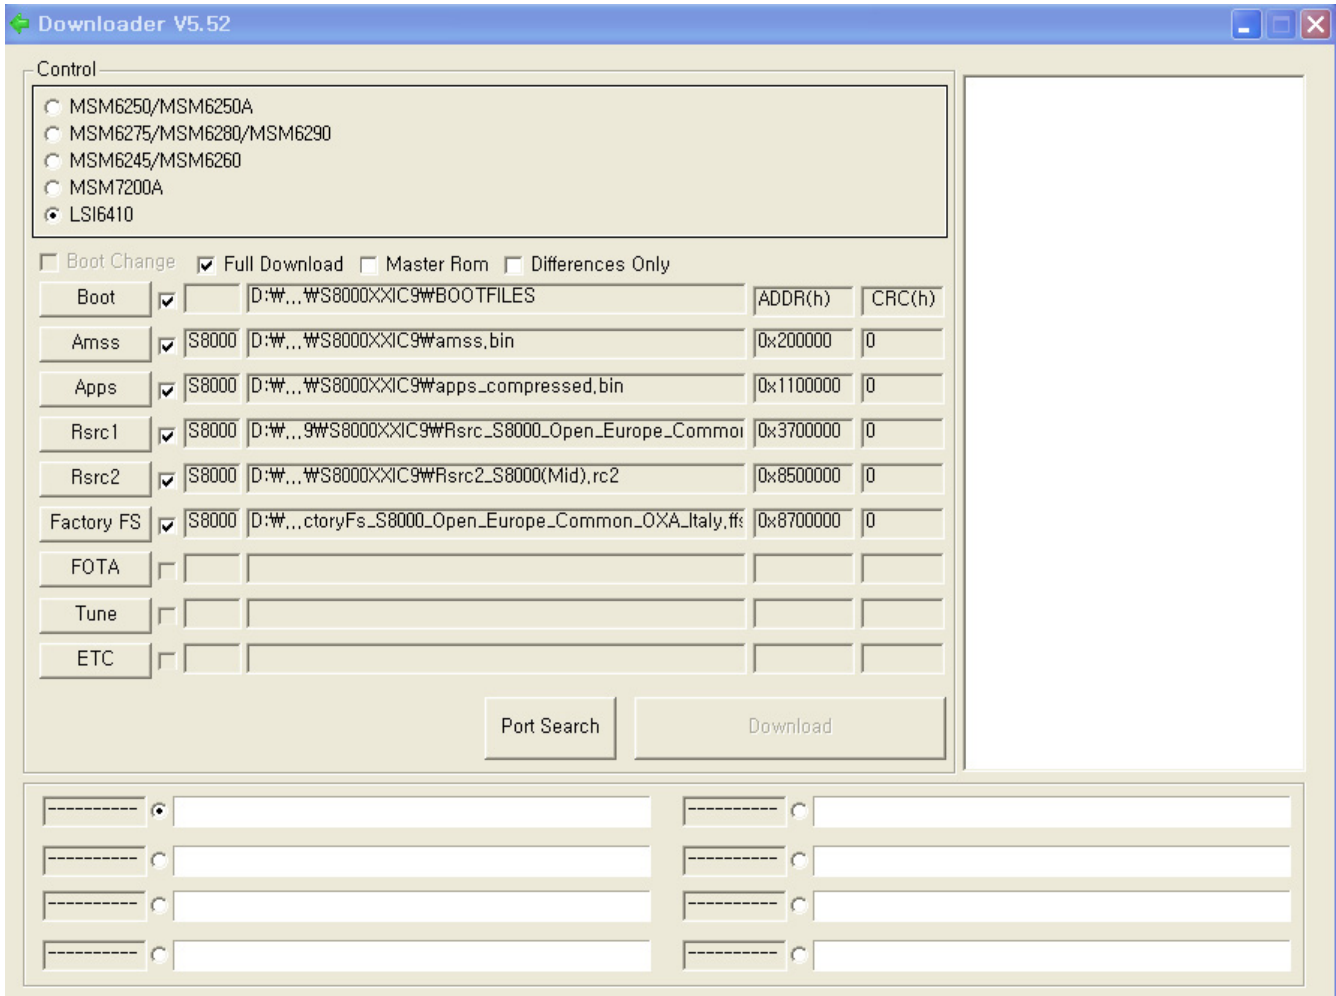 Downloader V5.52
Control
MSM6250/MSM6250A
MSM6275/MSM6280/MSM6290
MSM6245/MSM6260
MSM7200A
LSI6410
Boot Change Full Download Master Rom Differences Only
Boot D:₩...₩S8000XXIC9₩BOOTFILES ADDR(h) CRC(h)
Amss S8000 D:₩...₩S8000XXIC9₩amss.bin 0x200000 0
Apps S8000 D:₩...₩S8000XXIC9₩apps_compressed.bin 0x1100000 0
Rsrc1 S8000 D:₩...9₩S8000XXIC9₩Rsrc_S8000_Open_Europe_Common 0x3700000 0
Rsrc2 S8000 D:₩...₩S8000XXIC9₩Rsrc2_S8000(Mid).rc2 0x8500000 0
Factory FS S8000 D:₩...ctoryFs_S8000_Open_Europe_Common_OXA_Italy.ffs 0x8700000 0
FOTA
Tune
ETC
Port Search Download
---------- ----------
---------- ----------
---------- ----------
---------- ----------